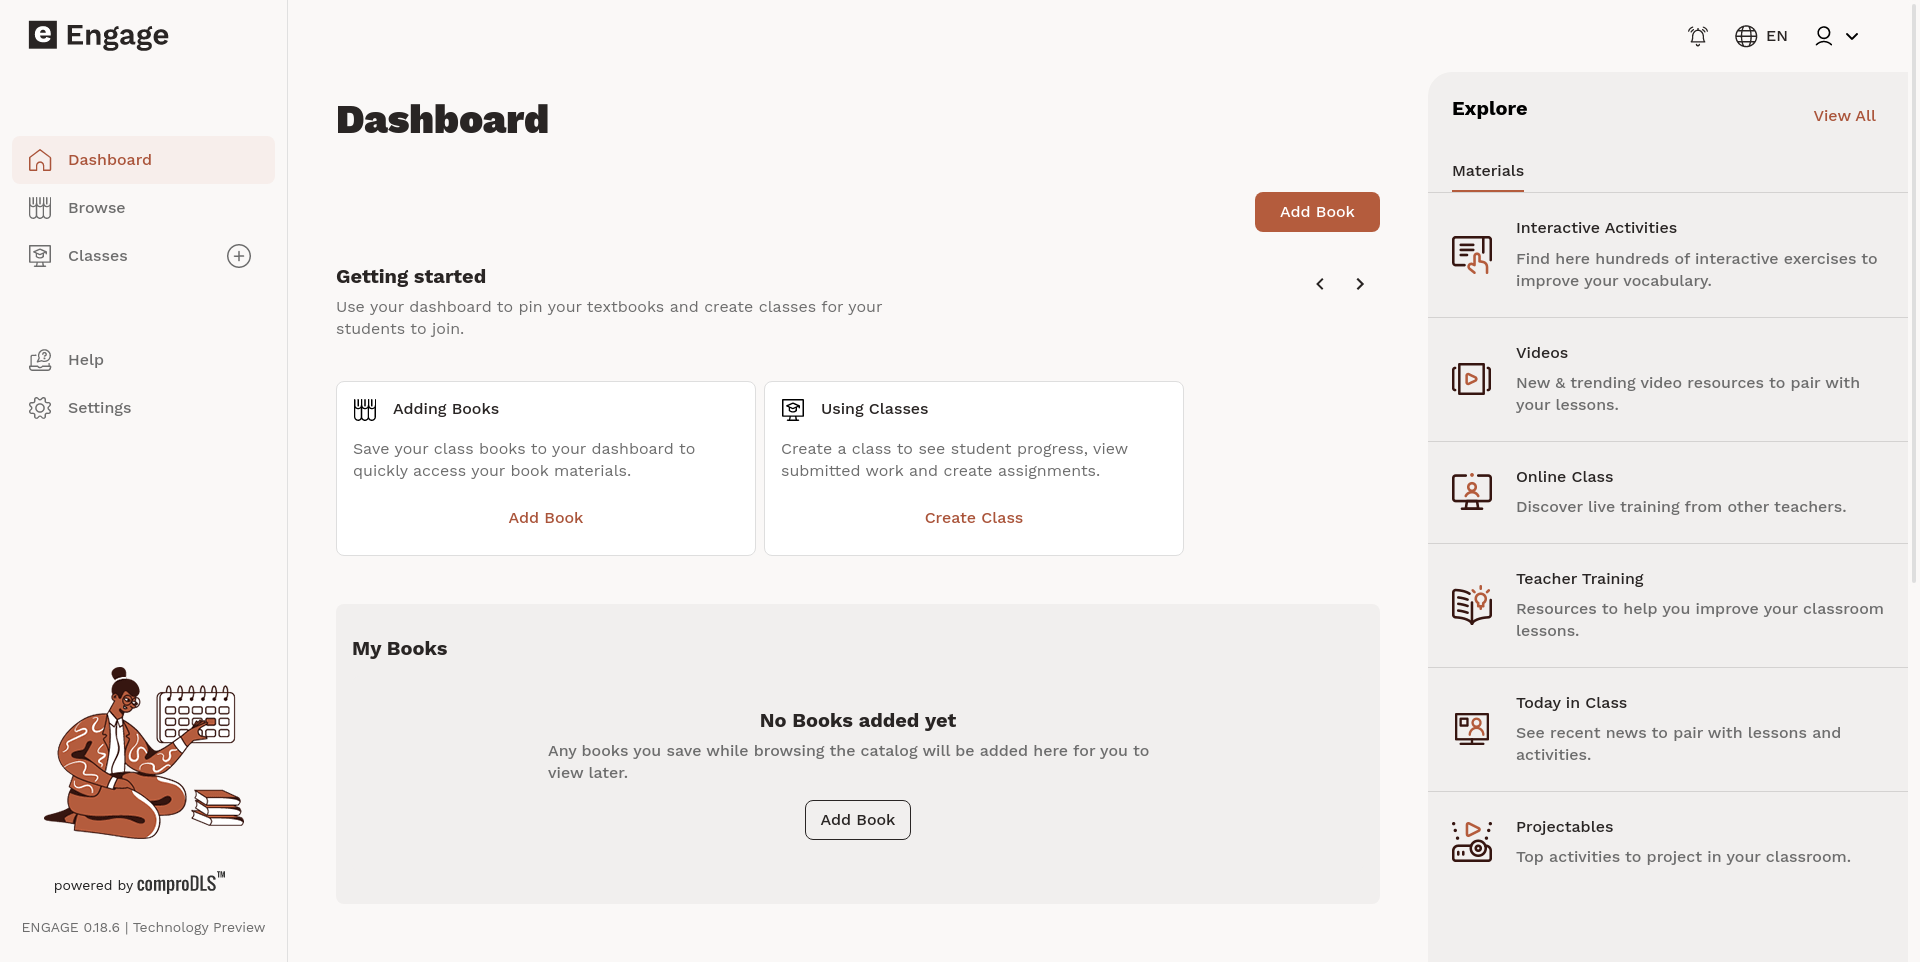 e Engage
EN
Dashboard
Browse
Classes
Help
Settings
powered by comproDLS™
ENGAGE 0.18.6 | Technology Preview
Dashboard
Add Book
Getting started
Use your dashboard to pin your textbooks and create classes for your
students to join.
Adding Books
Save your class books to your dashboard to
quickly access your book materials.
Add Book
Using Classes
Create a class to see student progress, view
submitted work and create assignments.
Create Class
My Books
No Books added yet
Any books you save while browsing the catalog will be added here for you to
view later.
Add Book
Explore
View All
Materials
Interactive Activities
Find here hundreds of interactive exercises to
improve your vocabulary.
Videos
New & trending video resources to pair with
your lessons.
Online Class
Discover live training from other teachers.
Teacher Training
Resources to help you improve your classroom
lessons.
Today in Class
See recent news to pair with lessons and
activities.
Projectables
Top activities to project in your classroom.